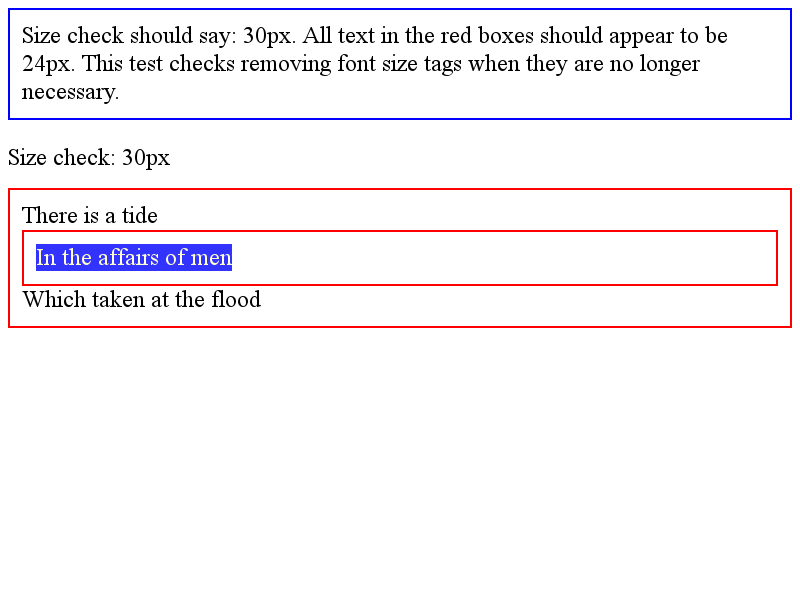 Size check should say: 30px. All text in the red boxes should appear to be
24px. This test checks removing font size tags when they are no longer
necessary.
Size check: 30px
There is a tide
In the affairs of men
Which taken at the flood